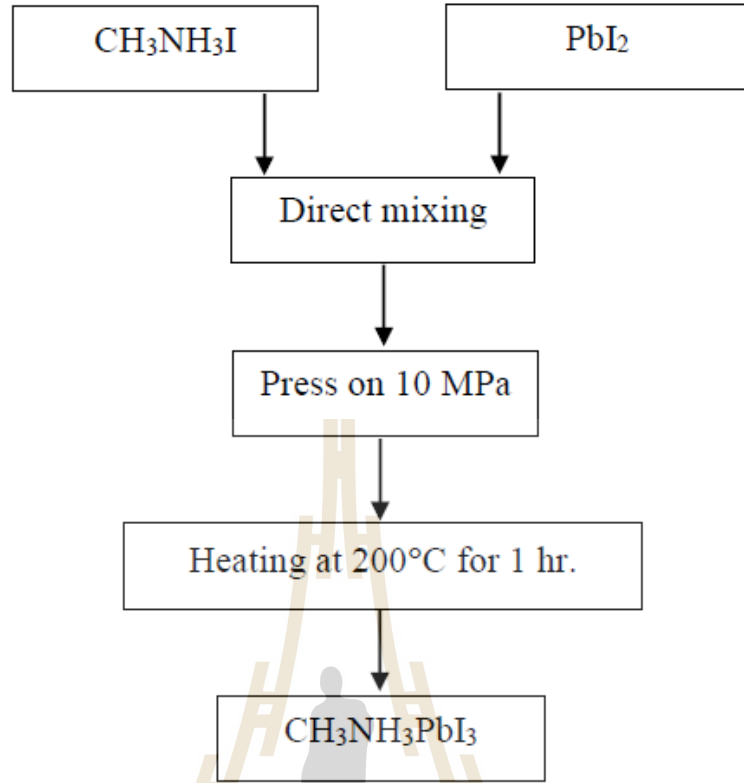 CH₃NH₃I
PbI₂
Direct mixing
Press on 10 MPa
Heating at 200°C for 1 hr.
CH₃NH₃PbI₃